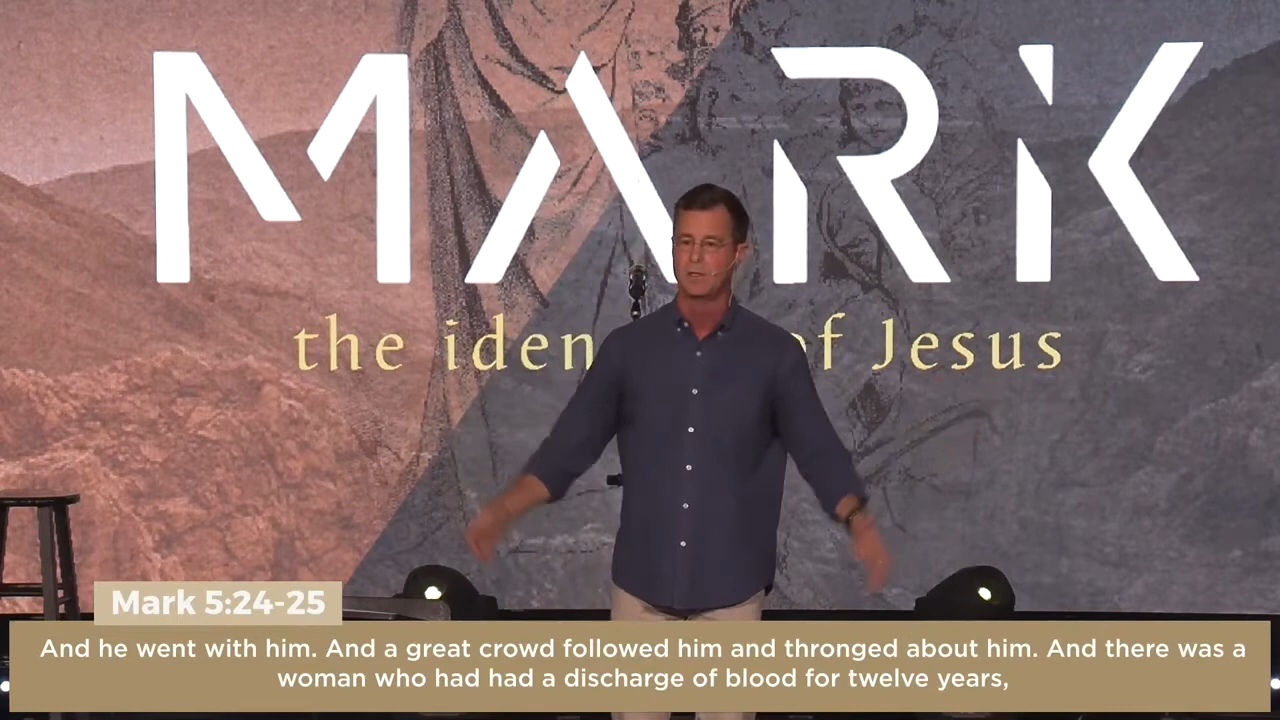 MARK
the iden of Jesus
Mark 5:24-25
And he went with him. And a great crowd followed him and thronged about him. And there was a
woman who had had a discharge of blood for twelve years,